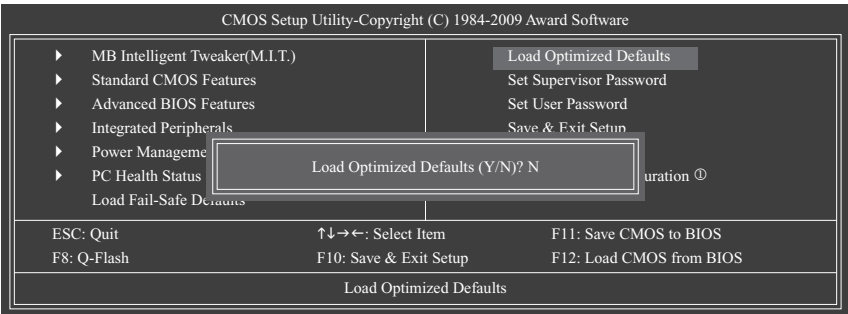 CMOS Setup Utility-Copyright (C) 1984-2009 Award Software
MB Intelligent Tweaker(M.I.T.)
Standard CMOS Features
Advanced BIOS Features
Integrated Peripherals
Power
PC Health Status
Load Fail-Safe Defaults
Load Optimized Defaults
Set Supervisor Password
Set User Password
Save & Exit Setup
①
Load Optimized Defaults (Y/N)? N
ESC: Quit
↑↓→←: Select Item
F11: Save CMOS to BIOS
F8: Q-Flash
F10: Save & Exit Setup
F12: Load CMOS from BIOS
Load Optimized Defaults